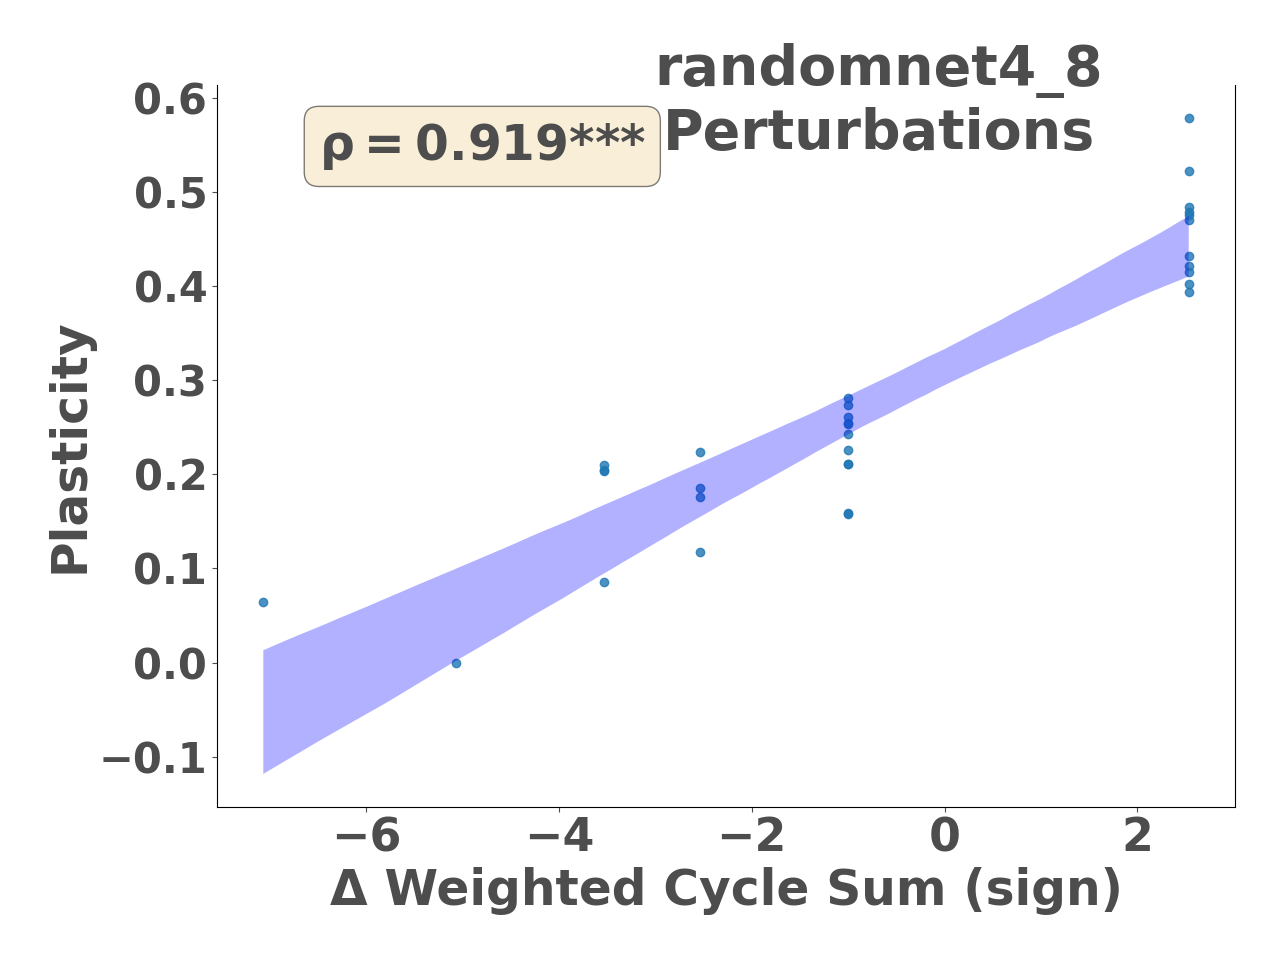 randomnet4_8
Perturbations
ρ = 0.919***
0.6
0.5
0.4
0.3
0.2
0.1
0.0
−0.1
Plasticity
−6
−4
−2
0
2
Δ Weighted Cycle Sum (sign)